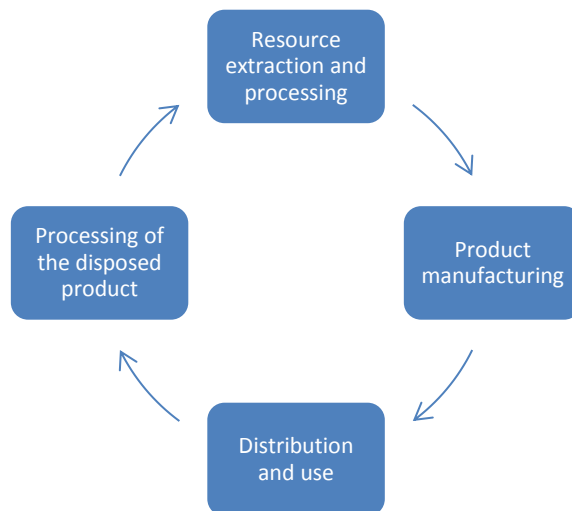 Resource
extraction and
processing
Product
manufacturing
Distribution
and use
Processing of
the disposed
product